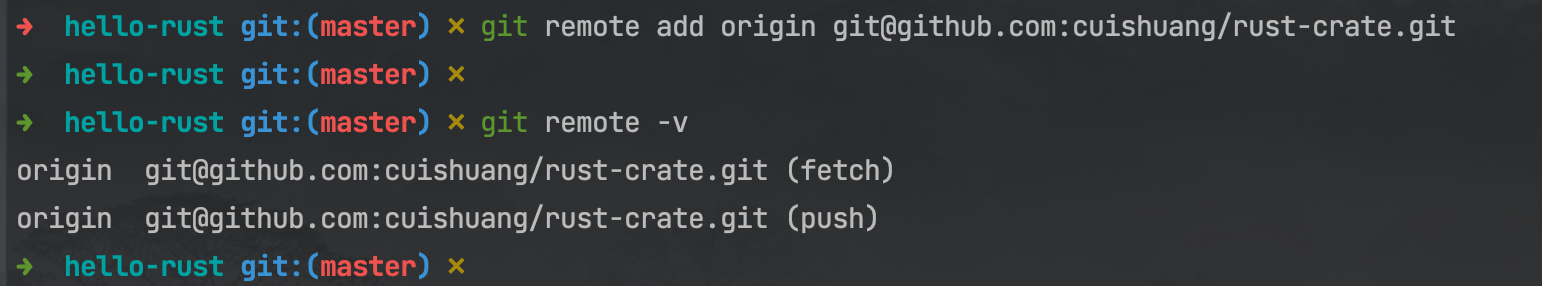 ➜  hello-rust git:(master) ✗ git remote add origin git@github.com:cuishuang/rust-crate.git
➜  hello-rust git:(master) ✗
➜  hello-rust git:(master) ✗ git remote -v
origin  git@github.com:cuishuang/rust-crate.git (fetch)
origin  git@github.com:cuishuang/rust-crate.git (push)
➜  hello-rust git:(master) ✗